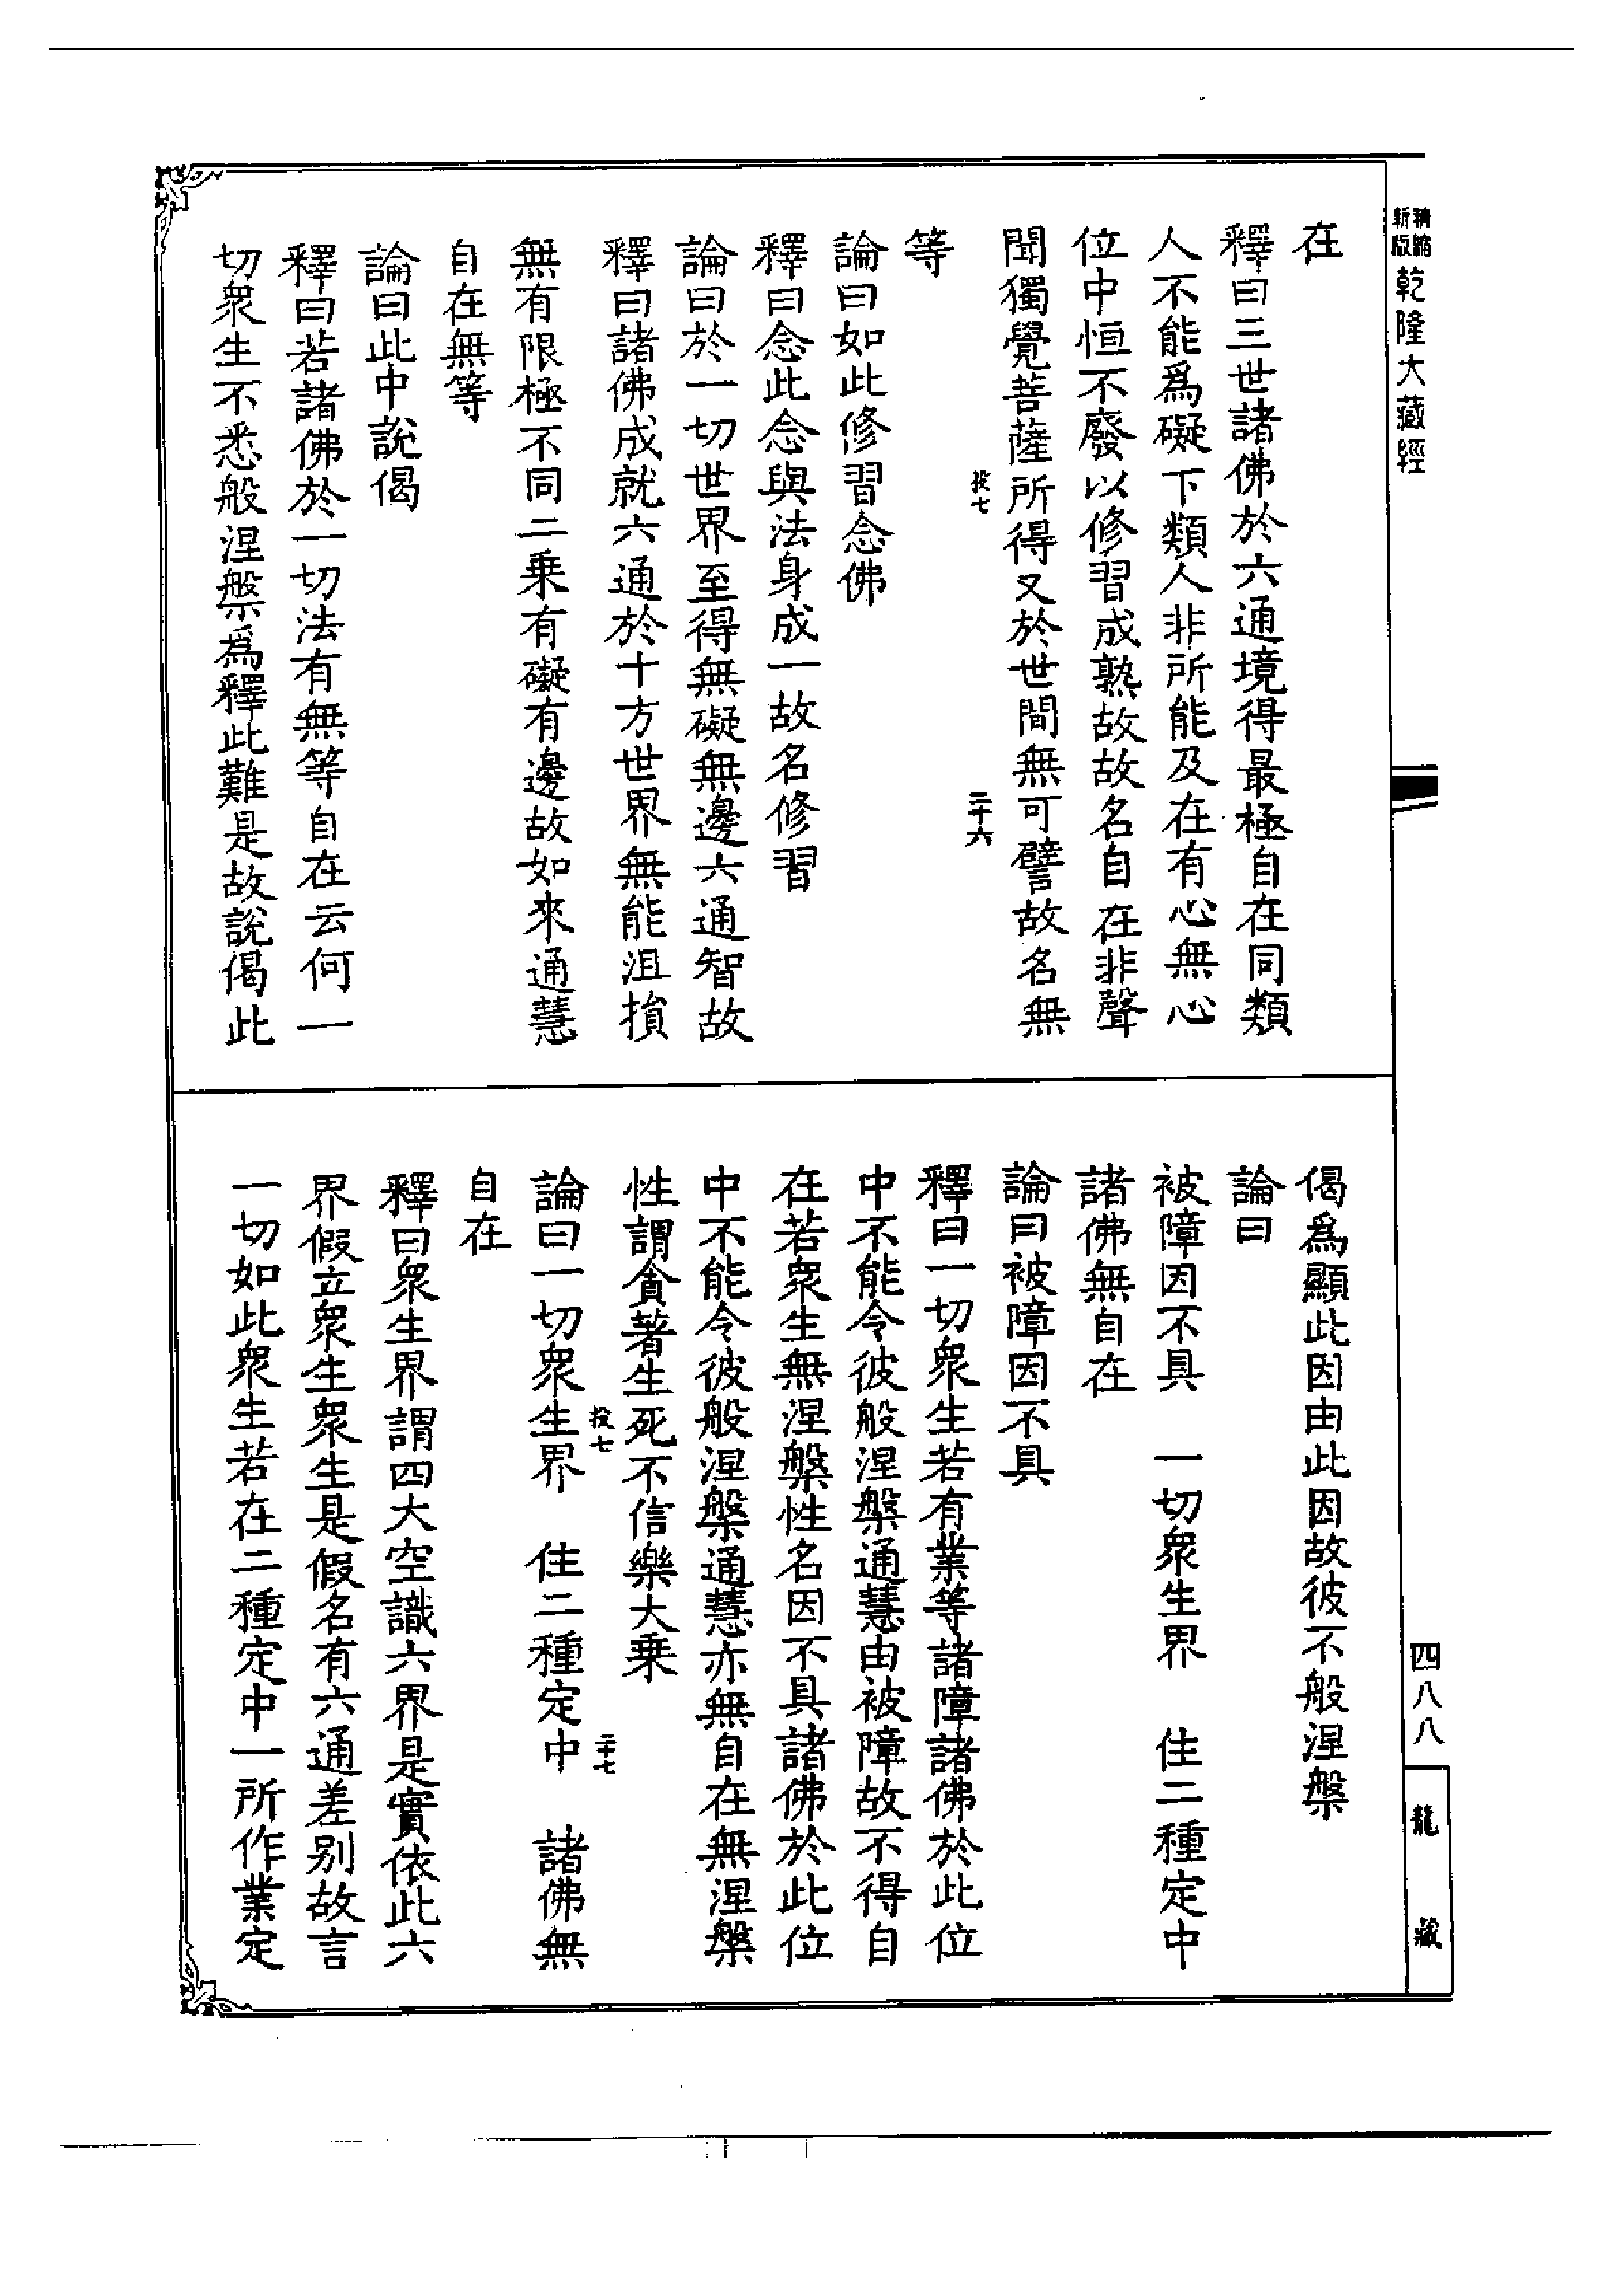 精縮新版乾隆大藏經
在
釋曰三世諸佛於六通境得最極自在同類
人不能爲礙下類人非所能及在有心無心
位中恒不廢以修習成熟故故名自在非聲
聞獨覺菩薩所得又於世間無可譬故名無
投七 二十六
等
論曰如此修習念佛
釋曰念此念與法身成一故名修習
論曰於一切世界至得無礙無邊六通智故
釋曰諸佛成就六通於十方世界無能沮損
無有限極不同二乗有礙有邊故如來通慧
自在無等
論曰此中說偈
釋曰若諸佛於一切法有無等自在云何一
切衆生不悉般涅槃爲釋此難是故說偈此
偈爲顯此因由此因故彼不般涅槃
論曰
被障因不具　一切衆生界　住二種定中
諸佛無自在
論曰被障因不具
釋曰一切衆生若有業等諸障諸佛於此位
中不能令彼般涅槃通慧由被障故不得自
在若衆生無涅槃性名因不具諸佛於此位
中不能令彼般涅槃通慧亦無自在無涅槃
性謂貪著生死不信樂大乗
投七 二十七
論曰一切衆生界　住二種定中　諸佛無
自在
釋曰衆生界謂四大空識六界是實依此六
界假立衆生衆生是假名有六通差別故言
一切如此衆生若在二種定中一所作業定
四八八
龍藏